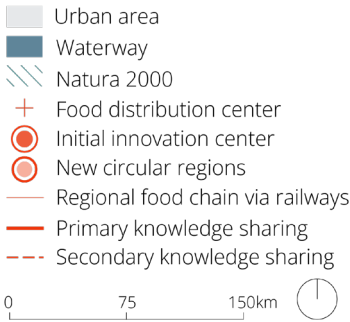 Urban area
Waterway
Natura 2000
Food distribution center
Initial innovation center
New circular regions
Regional food chain via railways
Primary knowledge sharing
Secondary knowledge sharing
0 75 150km